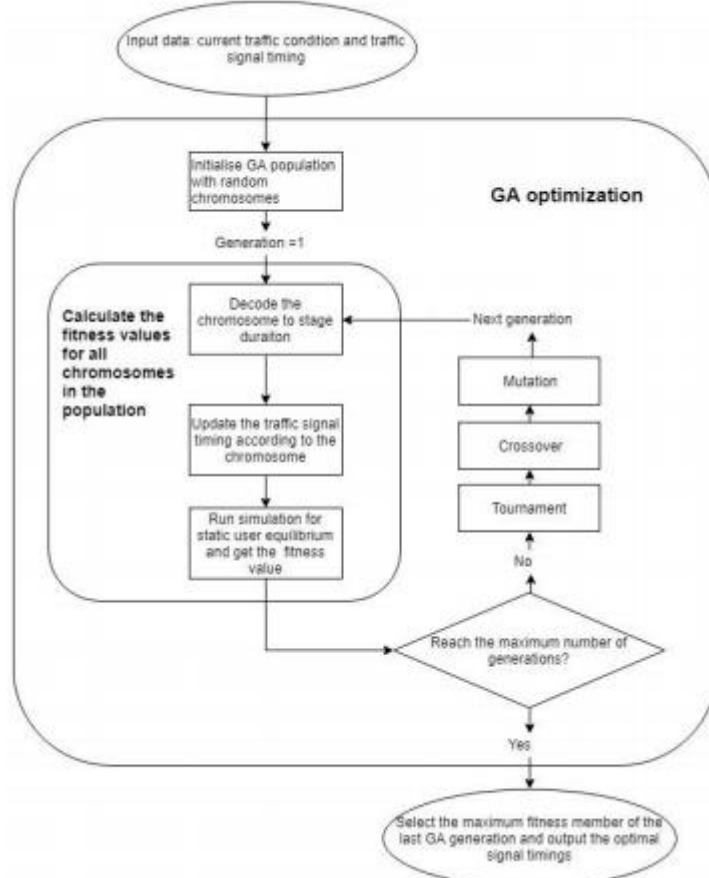 Input data: current traffic condition and traffic
signal timing
Initialise GA population
with random
chromosomes
GA optimization
Generation =1
Calculate the
fitness values
for all
chromosomes
in the
population
Decode the
chromosome to stage
duraiton
Update the traffic signal
timing according to the
chromosome
Run simulation for
static user equilibrium
and get the fitness
value
Next generation
Mutation
Crossover
Tournament
No
Reach the maximum number of
generations?
Yes
Select the maximum fitness member of the
last GA generation and output the optimal
signal timings